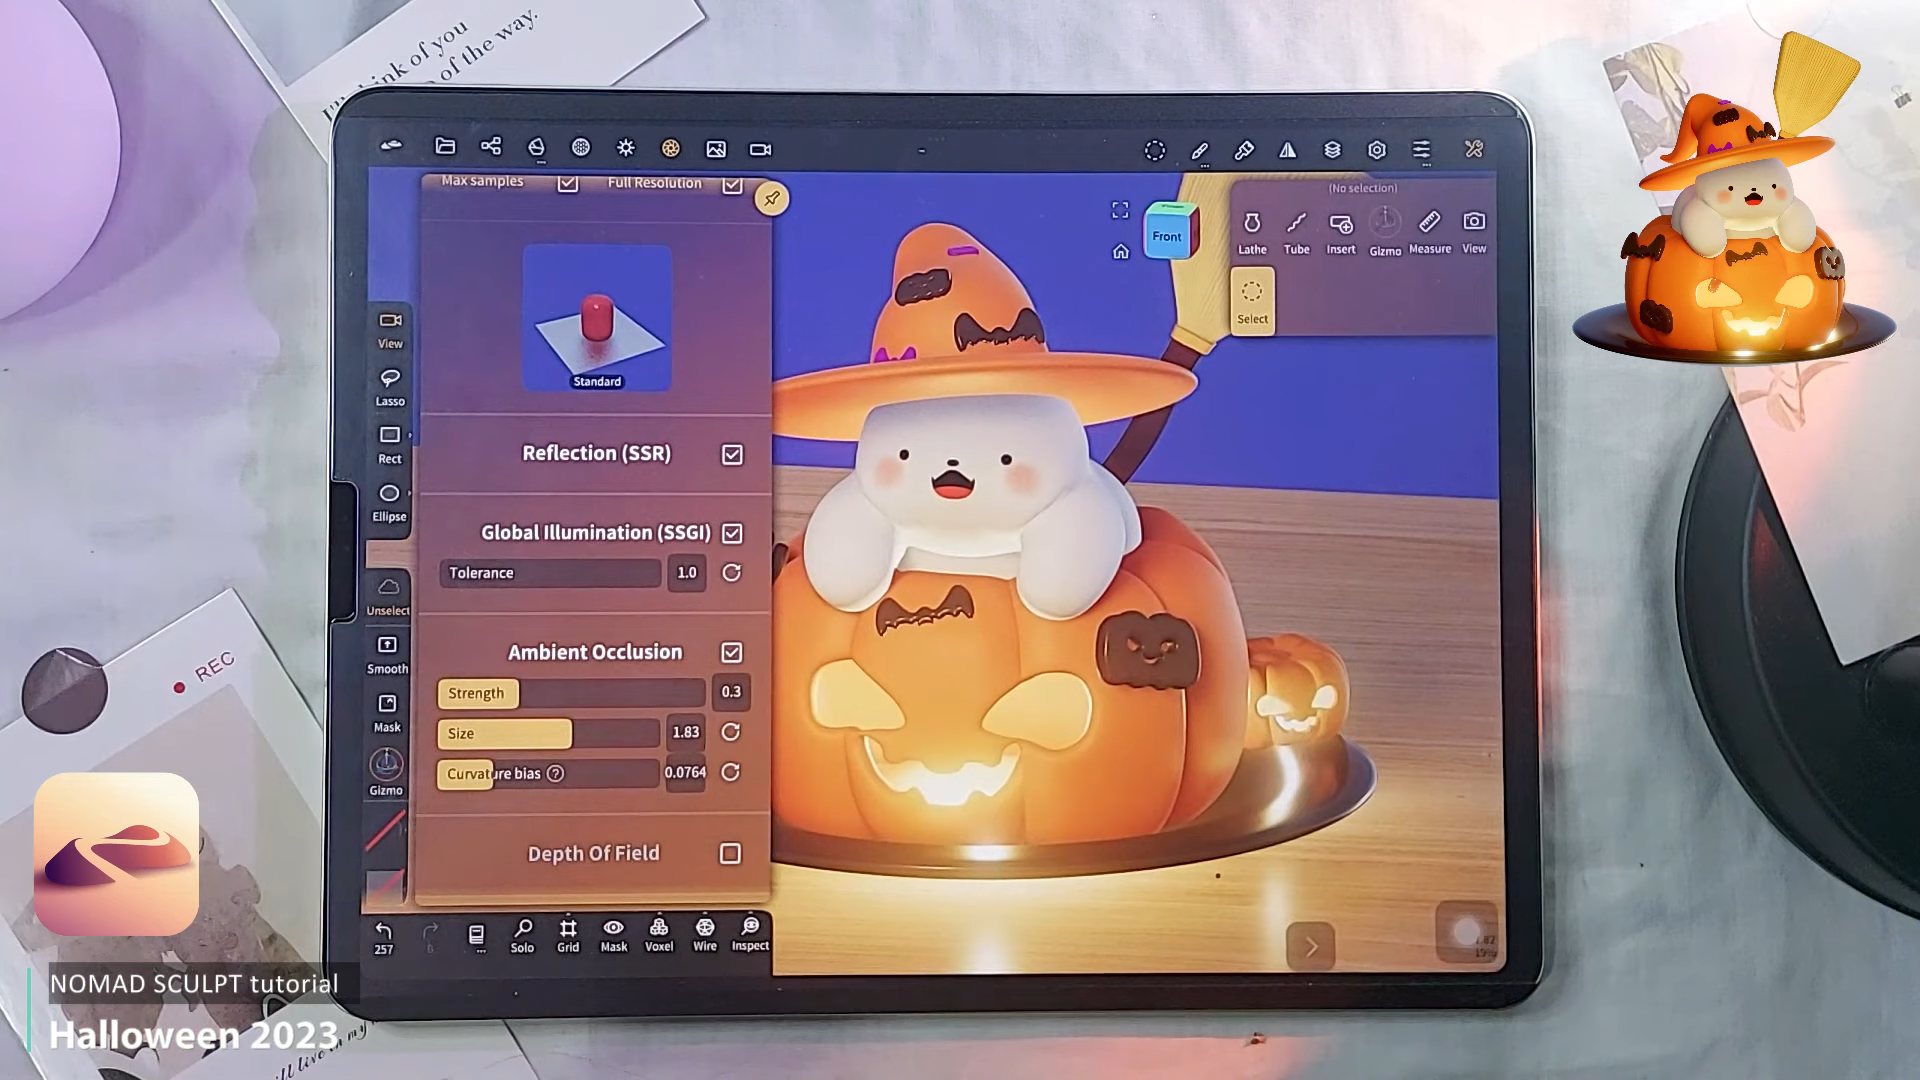 I'll think of you
of the way.
Max samples
Full Resolution
Standard
Reflection (SSR)
Global Illumination (SSGI)
Tolerance
1.0
Ambient Occlusion
Strength
0.3
Size
1.83
Curvature bias ?
0.0764
Depth Of Field
View
Lasso
Rect
Ellipse
Unselect
Smooth
Mask
Gizmo
257
Solo
Grid
Mask
Voxel
Wire
Inspect
Front
(No selection)
Lathe
Tube
Insert
Gizmo
Measure
View
Select
REC
NOMAD SCULPT tutorial
Halloween 2023